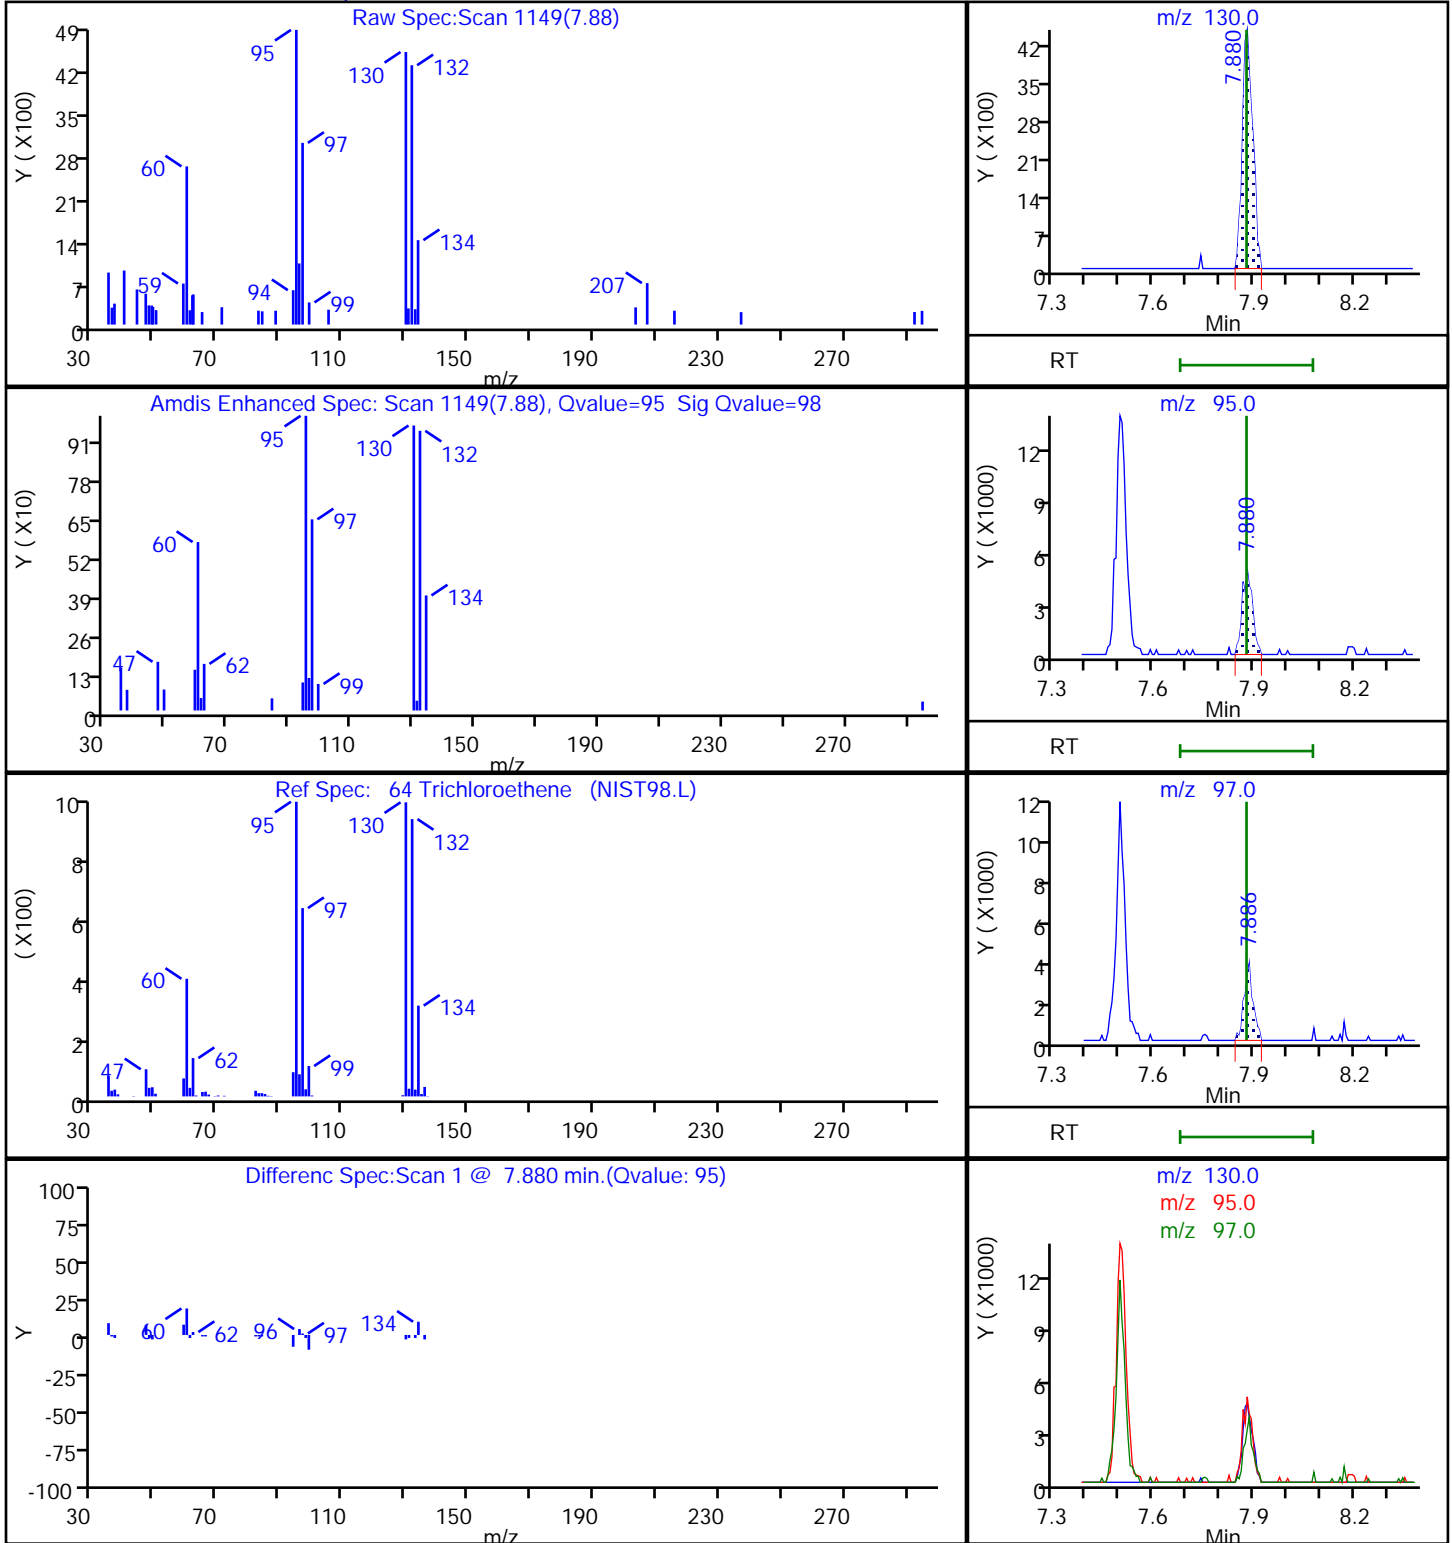 Raw Spec:Scan 1149(7.88)
Y ( X100)
49
42
35
28
21
14
7
0
95
130
132
97
60
134
59
94
99
207
30 70 110 150 190 230 270
m/z
m/z 130.0
Y ( X100)
42
35
28
21
14
7
0
7.880
7.3 7.6 7.9 8.2
Min
RT
Amdis Enhanced Spec: Scan 1149(7.88), Qvalue=95 Sig Qvalue=98
Y ( X10)
91
78
65
52
39
26
13
0
95
130
132
97
60
134
47
62
99
30 70 110 150 190 230 270
m/z
m/z 95.0
Y ( X1000)
12
9
6
3
0
7.880
7.3 7.6 7.9 8.2
Min
RT
Ref Spec: 64 Trichloroethene (NIST98.L)
( X100)
10
8
6
4
2
0
95
130
132
97
60
134
47
62
99
30 70 110 150 190 230 270
m/z 97.0
Y ( X1000)
12
10
8
6
4
2
0
7.886
7.3 7.6 7.9 8.2
Min
RT
Differenc Spec:Scan 1 @ 7.880 min.(Qvalue: 95)
Y
100
75
50
25
0
-25
-50
-75
-100
60
62
96
97
134
30 70 110 150 190 230 270
m/z
m/z 130.0
m/z 95.0
m/z 97.0
Y ( X1000)
12
9
6
3
0
7.3 7.6 7.9 8.2
Min